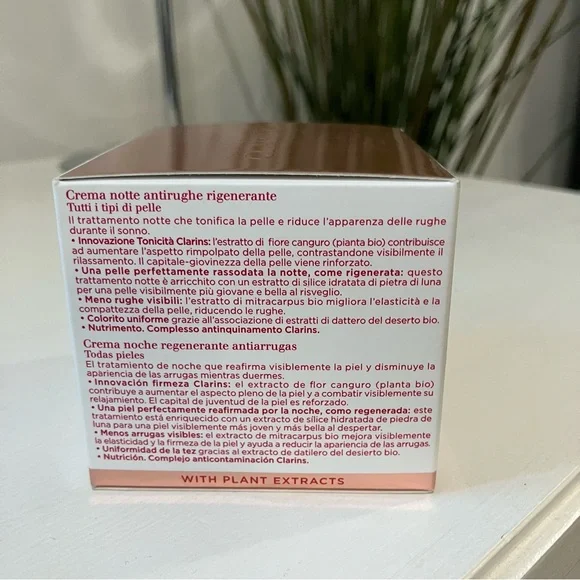 Crema notte antirughe rigenerante
Tutti i tipi di pelle
Il trattamento notte che tonifica la pelle e riduce l'apparenza delle rughe
durante il sonno.
• Innovazione Tonicità Clarins: l'estratto di fiore canguro (pianta bio) contribuisce
ad aumentare l'aspetto rimpolpato della pelle, contrastandone visibilmente il
rilassamento. Il capitale-giovinezza della pelle viene rinforzato.
• Una pelle perfettamente rassodata la notte, come rigenerata: questo
trattamento notte è arricchito con un estratto di silice idratata di pietra di luna
per una pelle visibilmente più giovane e bella al risveglio.
• Meno rughe visibili: l'estratto di mitracarpus bio migliora l'elasticità e la
compattezza della pelle, riducendo le rughe.
• Colorito uniforme grazie all'associazione di estratti di dattero del deserto bio.
• Nutrimento. Complesso antinquinamento Clarins.
Crema noche regenerante antiarrugas
Todas pieles
El tratamiento de noche que reafirma visiblemente la piel y disminuye la
apariencia de las arrugas mientras duermes.
• Innovación firmeza Clarins: el extracto de flor canguro (planta bio)
contribuye a aumentar el aspecto pleno de la piel y a combatir visiblemente su
relajamiento. El capital de juventud de la piel es reforzado.
• Una piel perfectamente reafirmada por la noche, como regenerada: este
tratamiento está enriquecido con un extracto de sílice hidratada de piedra de
luna para una piel visiblemente más joven y más bella al despertar.
• Menos arrugas visibles: el extracto de mitracarpus bio mejora visiblemente
la elasticidad y la firmeza de la piel y ayuda a reducir la apariencia de las arrugas.
• Uniformidad de la tez gracias al extracto de datilero del desierto bio.
• Nutrición. Complejo anticontaminación Clarins.
WITH PLANT EXTRACTS